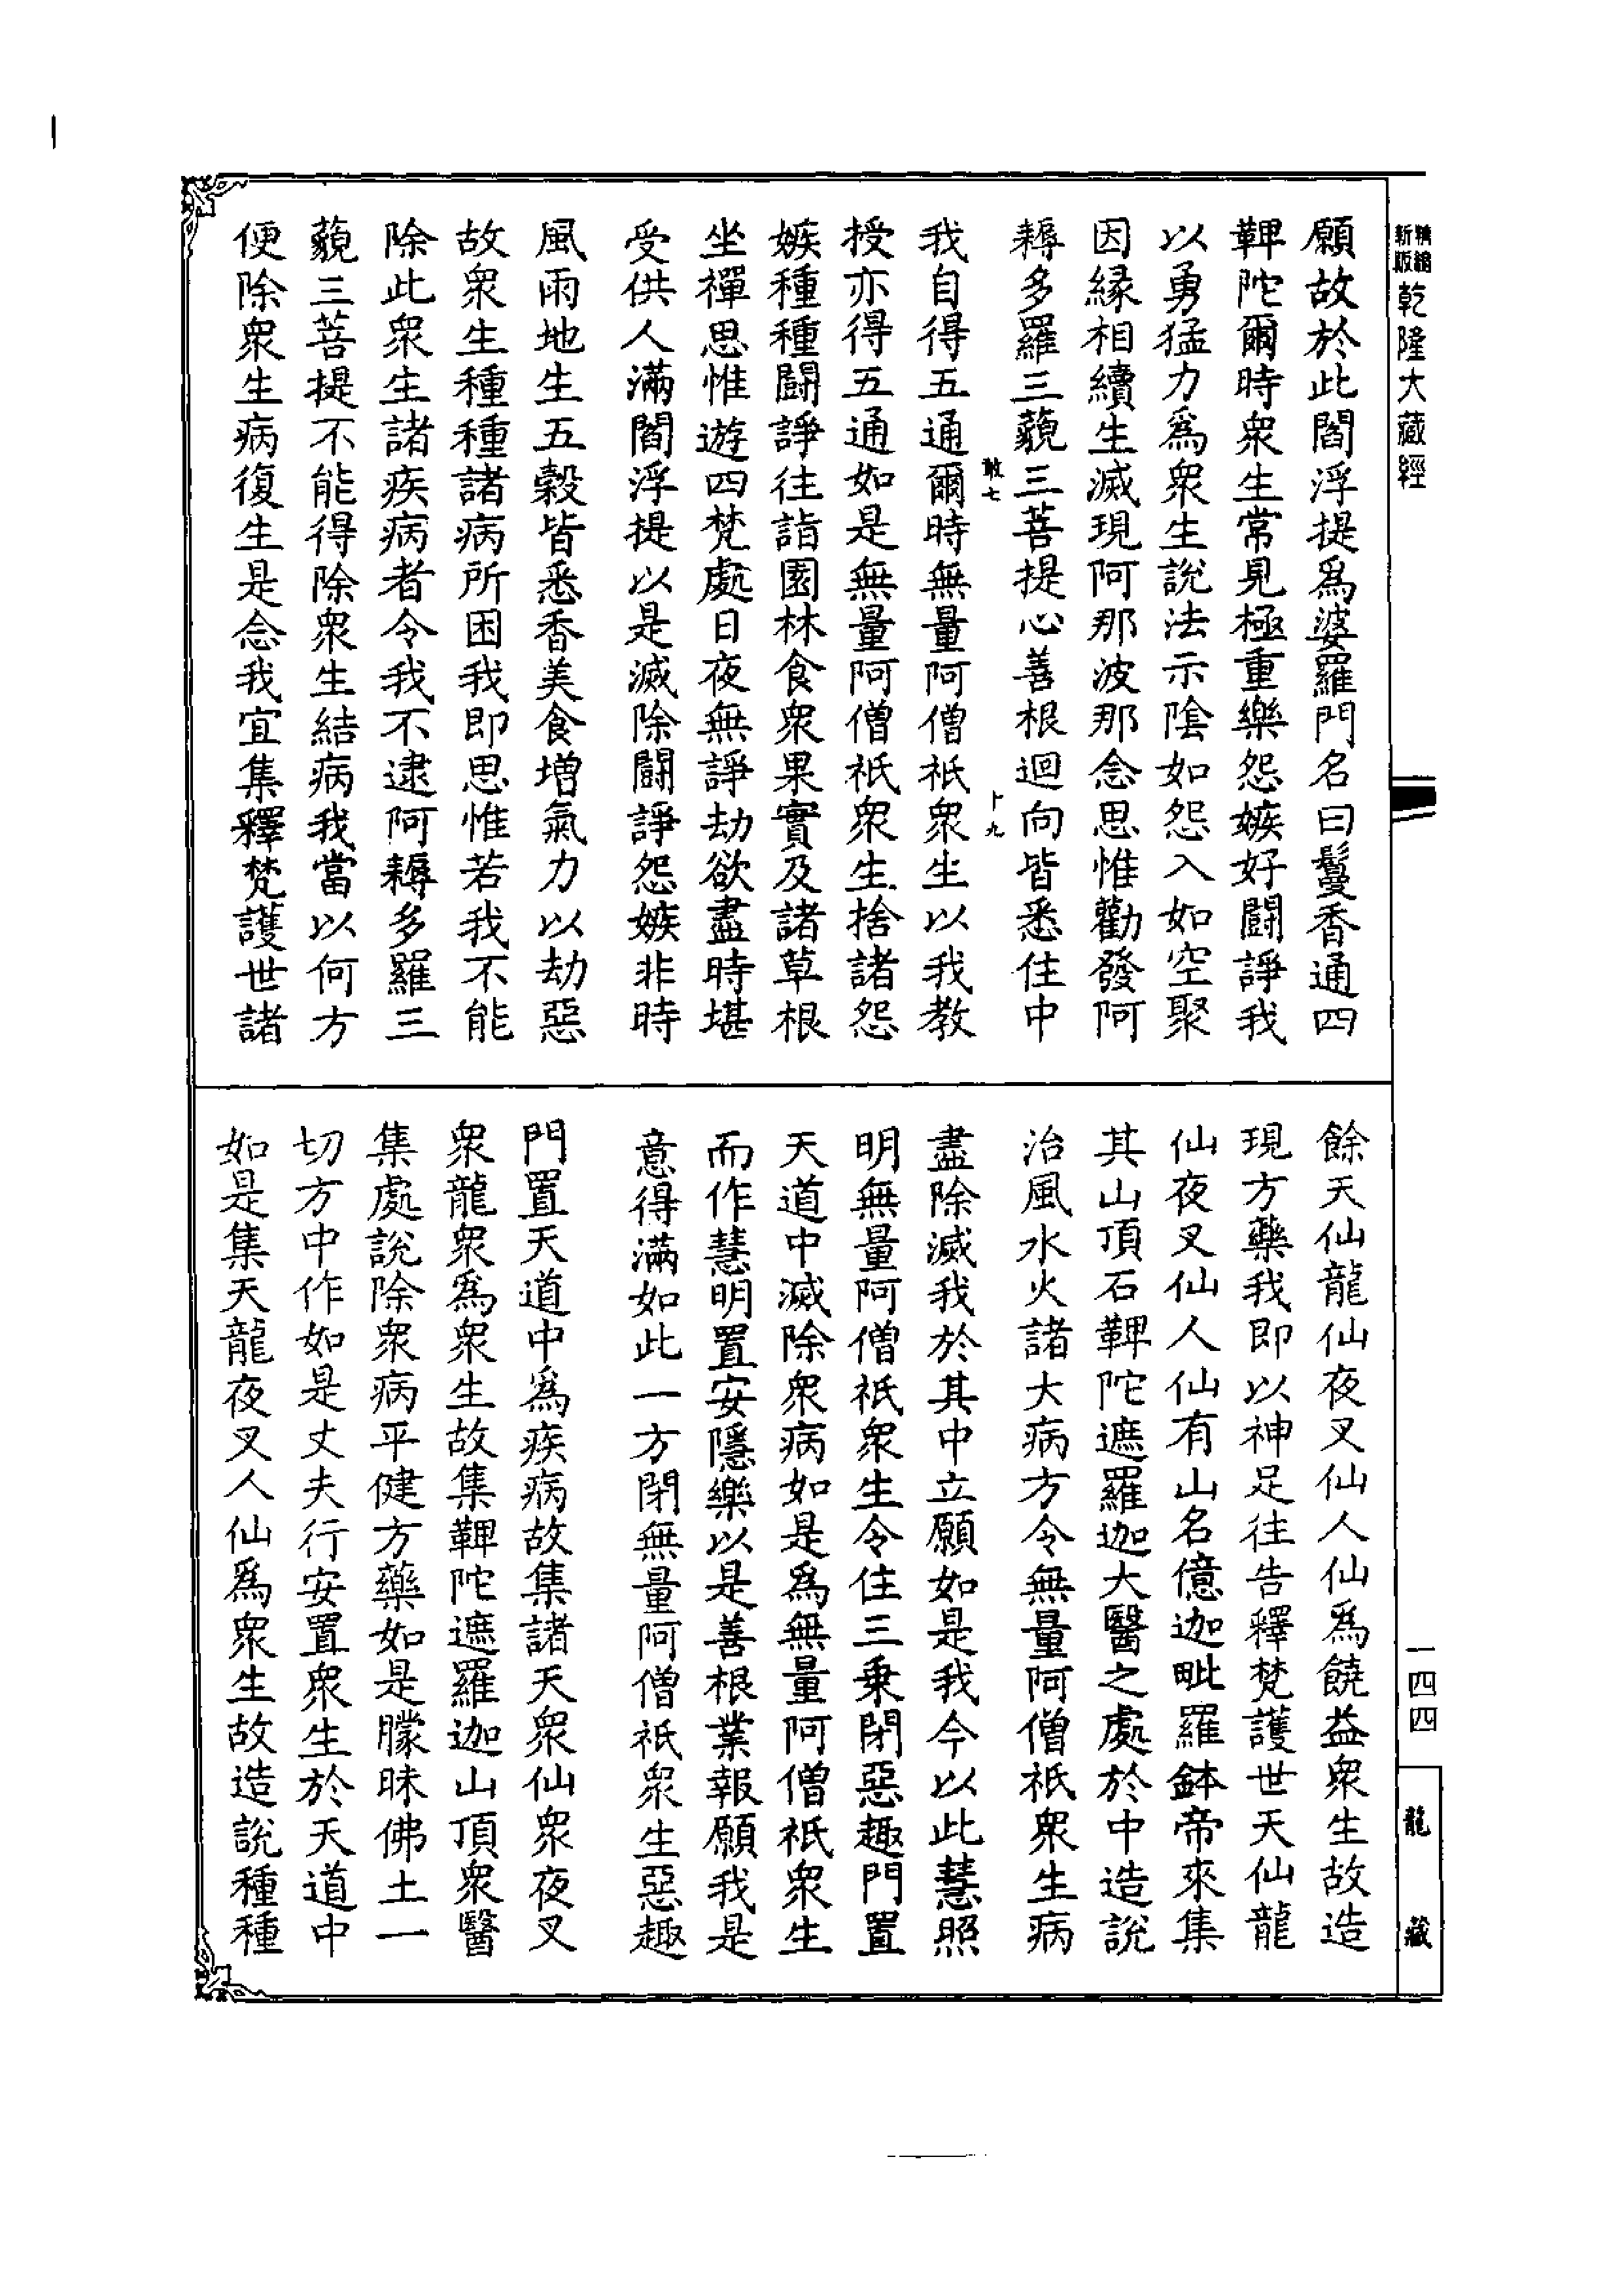 精縮新版乾隆大藏經
願故於此閻浮提爲婆羅門名曰鬘香通四
鞞陀爾時衆生常見極重樂怨嫉好鬪諍我
以勇猛力爲衆生說法示陰如怨入如空聚
因緣相續生滅現阿那波那念思惟勸發阿
耨多羅三藐三菩提心善根迴向皆悉住中
敢七
卜九
我自得五通爾時無量阿僧祇衆生以我教
授亦得五通如是無量阿僧祇衆生捨諸怨
嫉種種鬪諍往詣園林食衆果實及諸草根
坐禪思惟遊四梵處日夜無諍劫欲盡時堪
受供人滿閻浮提以是滅除鬪諍怨嫉非時
風雨地生五穀皆悉香美食增氣力以劫惡
故衆生種種諸病所困我即思惟若我不能
除此衆生諸疾病者令我不逮阿耨多羅三
藐三菩提不能得除衆生結病我當以何方
便除衆生病復生是念我宜集釋梵護世諸
餘天仙龍仙夜叉仙人仙爲饒益衆生故造
現方藥我即以神足往告釋梵護世天仙龍
仙夜叉仙人仙有山名億迦毗羅鉢帝來集
其山頂石鞞陀遮羅迦大醫之處於中造說
治風水火諸大病方令無量阿僧祇衆生病
盡除滅我於其中立願如是我今以此慧照
明無量阿僧祇衆生令住三乘閉惡趣門置
天道中滅除衆病如是爲無量阿僧祇衆生
而作慧明置安隱樂以是善根業報願我是
意得滿如此一方閉無量阿僧祇衆生惡趣
門置天道中爲疾病故集諸天衆仙衆夜叉
衆龍衆爲衆生故集鞞陀遮羅迦山頂衆醫
集處說除衆病平健方藥如是朦昧佛土一
切方中作如是丈夫行安置衆生於天道中
如是集天龍夜叉人仙爲衆生故造說種種
一四四
龍藏